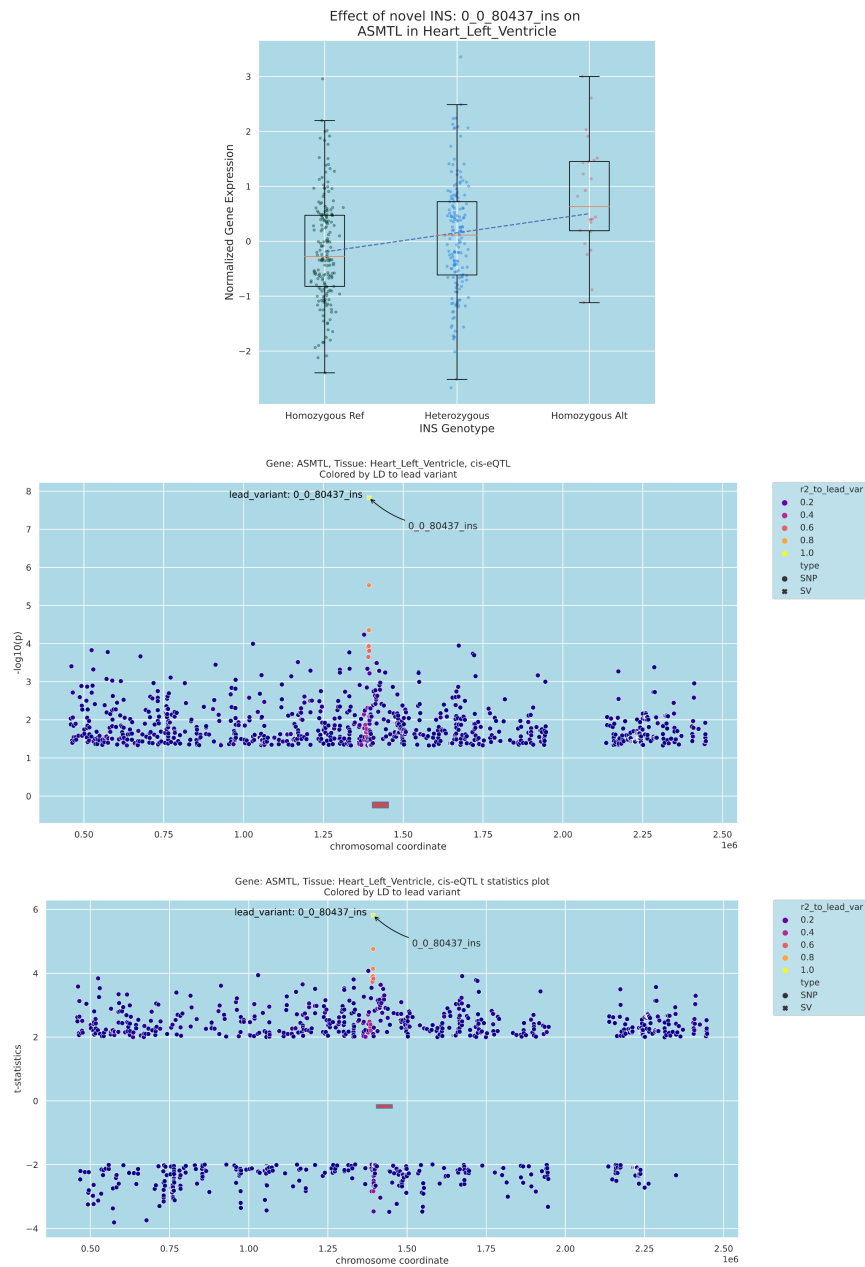 Effect of novel INS: 0_0_80437_ins on
ASMTL in Heart_Left_Ventricle
3
2
1
0
−1
−2
Normalized Gene Expression
Homozygous Ref
Heterozygous
Homozygous Alt
INS Genotype
Gene: ASMTL, Tissue: Heart_Left_Ventricle, cis-eQTL
Colored by LD to lead variant
8
7
6
5
4
3
2
1
0
-log10(p)
lead_variant: 0_0_80437_ins
0_0_80437_ins
0.50
0.75
1.00
1.25
1.50
1.75
2.00
2.25
2.50
1e6
chromosomal coordinate
r2_to_lead_var
0.2
0.4
0.6
0.8
1.0
type
SNP
SV
Gene: ASMTL, Tissue: Heart_Left_Ventricle, cis-eQTL t statistics plot
Colored by LD to lead variant
6
4
2
0
−2
−4
t-statistics
lead_variant: 0_0_80437_ins
0_0_80437_ins
0.50
0.75
1.00
1.25
1.50
1.75
2.00
2.25
2.50
1e6
chromosome coordinate
r2_to_lead_var
0.2
0.4
0.6
0.8
1.0
type
SNP
SV